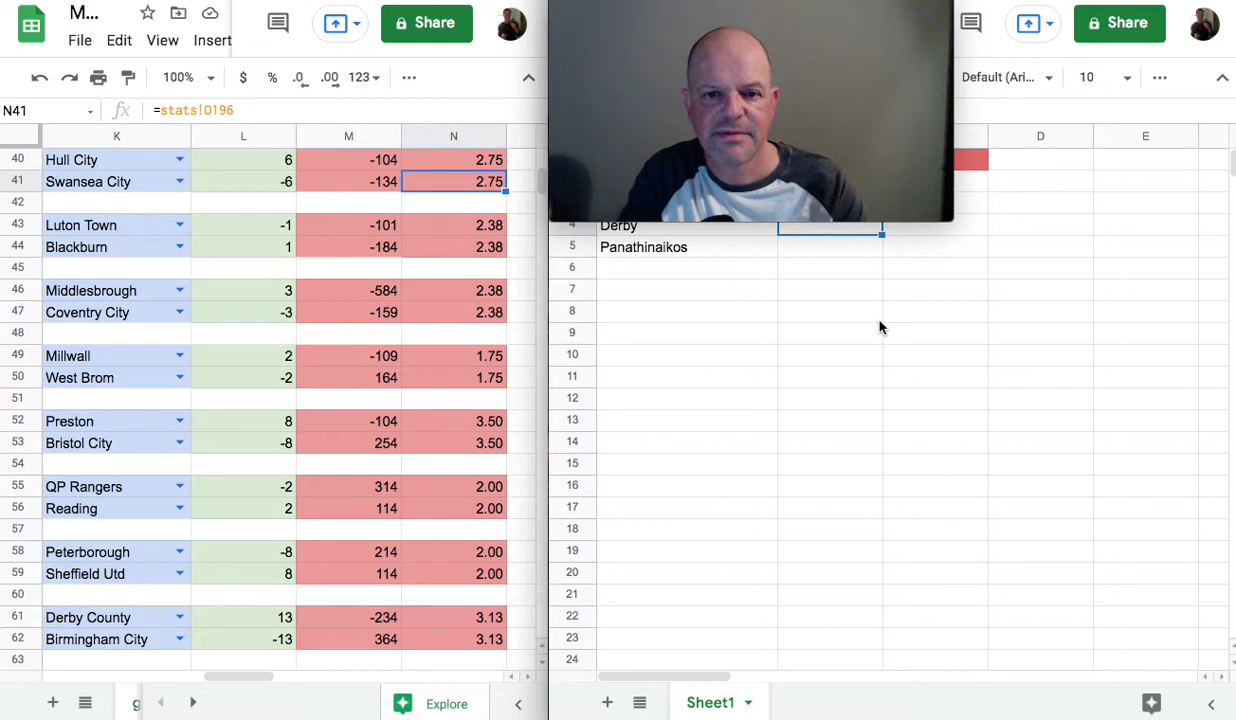 M...
File Edit View Insert
Share
Share
100% $ % .0 .00 123 ...
Default (Ari... 10 ...
N41 fx =stats!O196
K L M N
D E
40 Hull City 6 -104 2.75
41 Swansea City -6 -134 2.75
42
43 Luton Town -1 -101 2.38
44 Blackburn 1 -184 2.38
45
46 Middlesbrough 3 -584 2.38
47 Coventry City -3 -159 2.38
48
49 Millwall 2 -109 1.75
50 West Brom -2 164 1.75
51
52 Preston 8 -104 3.50
53 Bristol City -8 254 3.50
54
55 QP Rangers -2 314 2.00
56 Reading 2 114 2.00
57
58 Peterborough -8 214 2.00
59 Sheffield Utd 8 114 2.00
60
61 Derby County 13 -234 3.13
62 Birmingham City -13 364 3.13
63
4 Derby
5 Panathinaikos
6
7
8
9
10
11
12
13
14
15
16
17
18
19
20
21
22
23
24
Explore
Sheet1